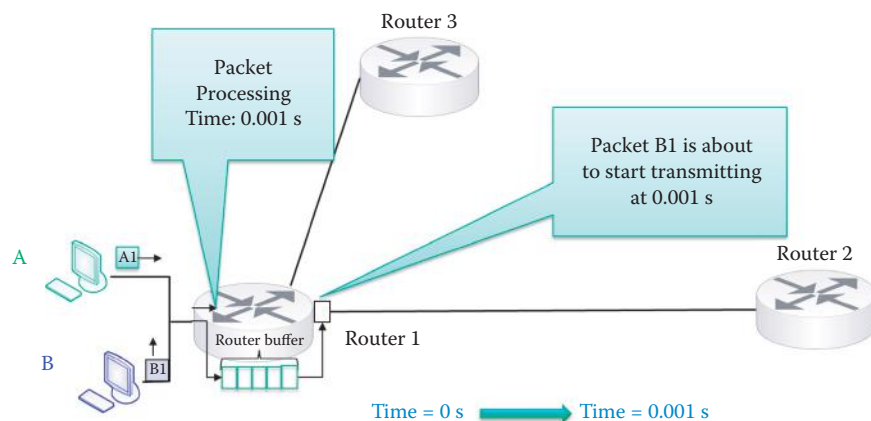 Router 3
Packet
Processing
Time: 0.001 s
Packet B1 is about
to start transmitting
at 0.001 s
A
A1
Router 2
B
B1
Router buffer
Router 1
Time = 0 s
Time = 0.001 s